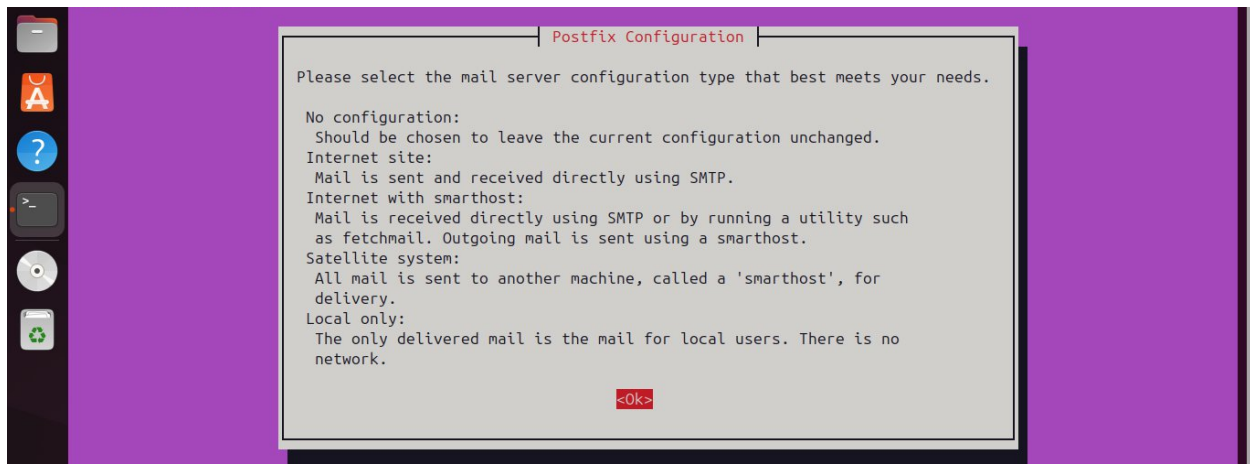 Postfix Configuration
Please select the mail server configuration type that best meets your needs.
No configuration:
Should be chosen to leave the current configuration unchanged.
Internet site:
Mail is sent and received directly using SMTP.
Internet with smarthost:
Mail is received directly using SMTP or by running a utility such
as fetchmail. Outgoing mail is sent using a smarthost.
Satellite system:
All mail is sent to another machine, called a 'smarthost', for
delivery.
Local only:
The only delivered mail is the mail for local users. There is no
network.
<Ok>